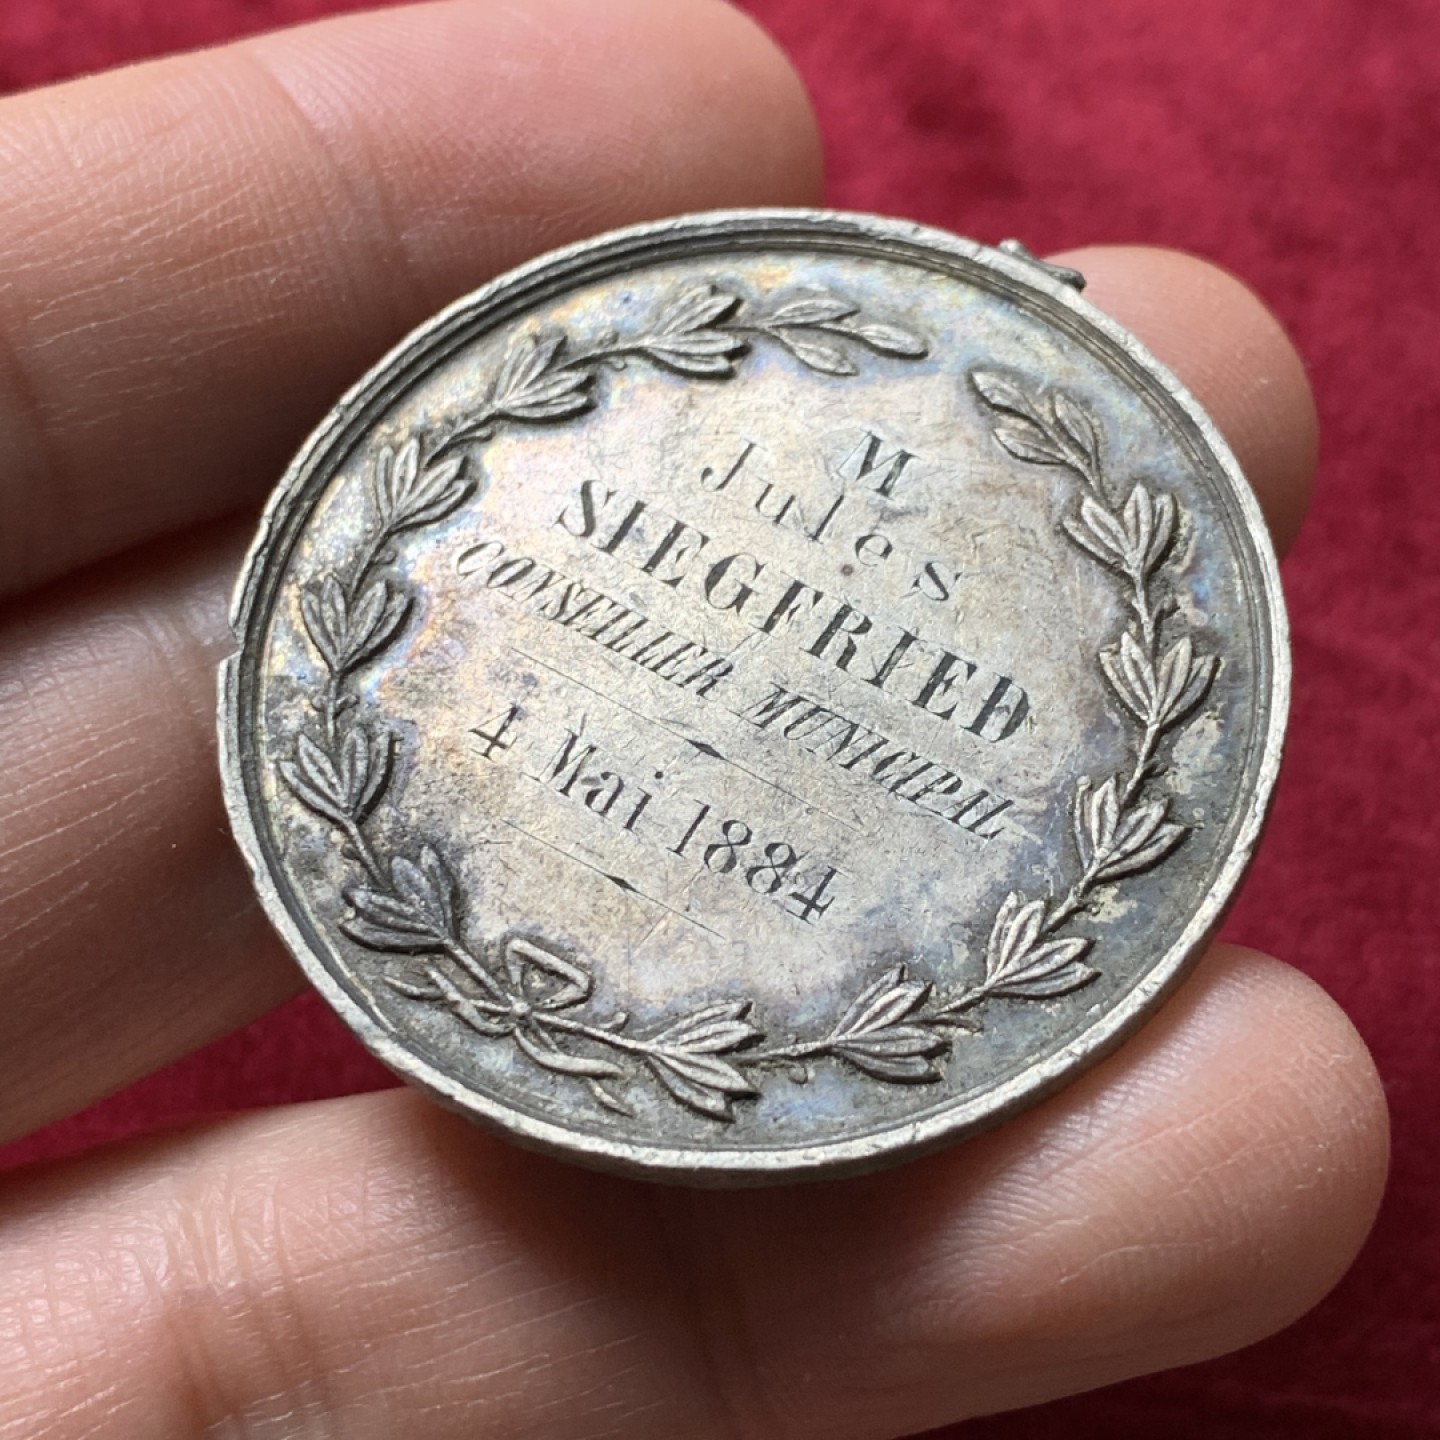 M
Jules
SIEGFRIED
CONSEILLER MUNICIPAL
4 Mai 1884